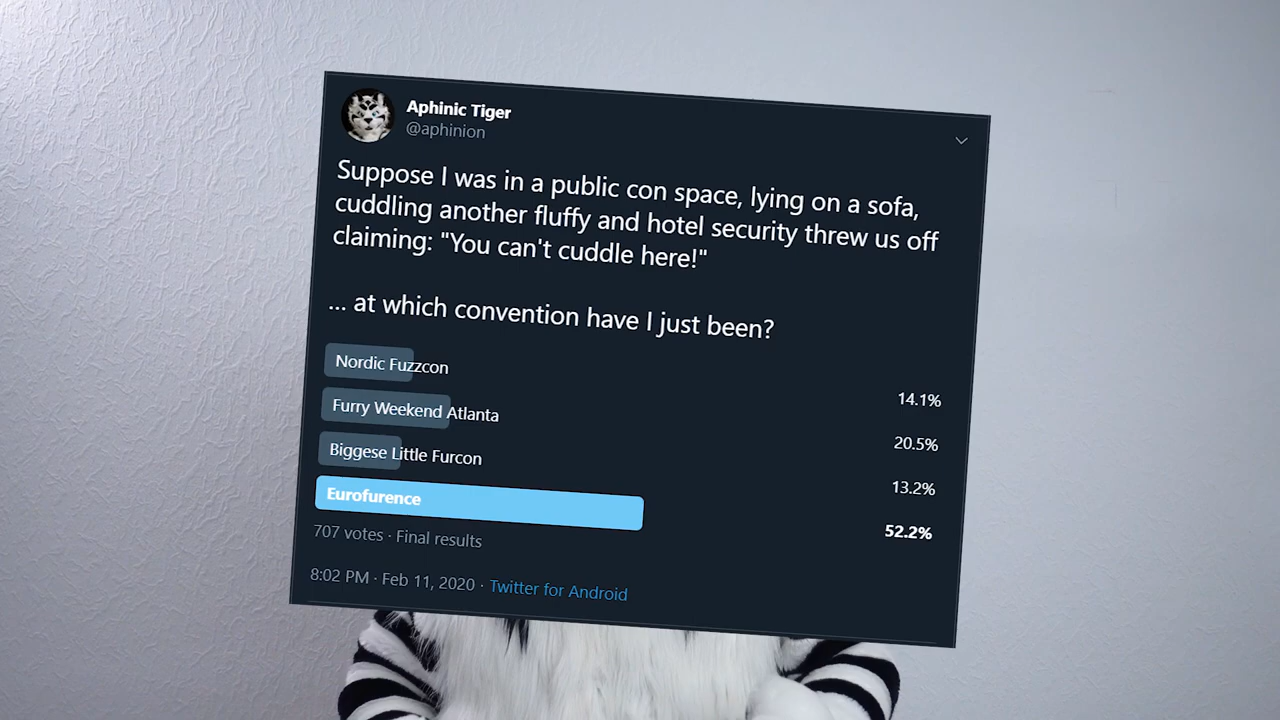 Aphinic Tiger
@aphinion
Suppose I was in a public con space, lying on a sofa,
cuddling another fluffy and hotel security threw us off
claiming: "You can't cuddle here!"
... at which convention have I just been?
Nordic Fuzzcon 14.1%
Furry Weekend Atlanta 20.5%
Biggese Little Furcon 13.2%
Eurofurence 52.2%
707 votes · Final results
8:02 PM · Feb 11, 2020 · Twitter for Android